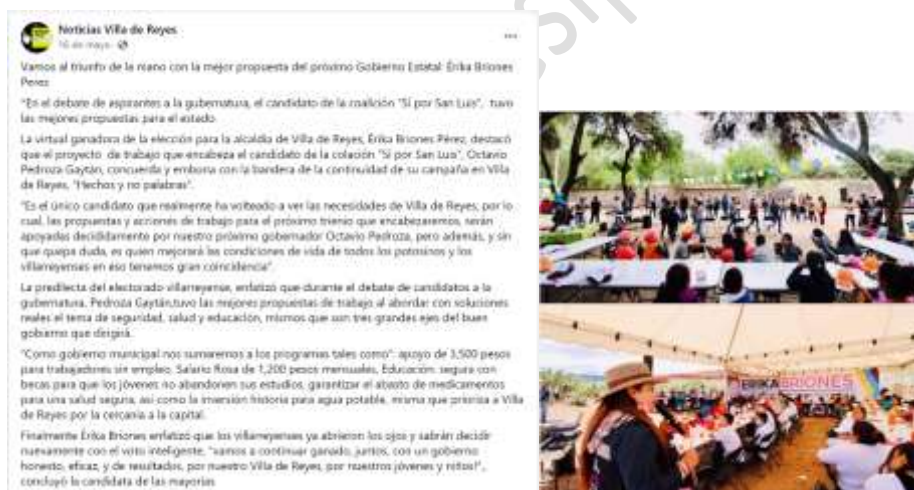 Noticias Villa de Reyes
16 de mayo
Vamos al triunfo de la mano con la mejor propuesta del próximo Gobierno Estatal: Érika Briones
Perez
"En el debate de aspirantes a la gubernatura, el candidato de la coalición "Sí por San Luis", tuvo
las mejores propuestas para el estado
La virtual ganadora de la elección para la alcaldía de Villa de Reyes, Érika Briones Pérez, destacó
que el proyecto de trabajo que encabeza el candidato de la colación "Sí por San Luis", Octavio
Pedroza Gaytán, concuerda y embona con la bandera de la continuidad de su campaña en Villa
de Reyes, "Hechos y no palabras".
"Es el único candidato que realmente ha volteado a ver las necesidades de Villa de Reyes, por lo
cual, las propuestas y acciones de trabajo para el próximo trienio que encabezaremos, serán
apoyadas decididamente por nuestro próximo gobernador Octavio Pedroza, pero además, y sin
que quepa duda, es quien mejorará las condiciones de vida de todos los potosinos y los
villarreyenses en eso tenemos gran coincidencia".
La predilecta del electorado villarreyense, enfatizó que durante el debate de candidatos a la
gubernatura, Pedroza Gaytán,tuvo las mejores propuestas de trabajo al abordar con soluciones
reales el tema de seguridad, salud y educación, mismos que son tres grandes ejes del buen
gobierno que dirigirá.
"Como gobierno municipal nos sumaremos a los programas tales como": apoyo de 3,500 pesos
para trabajadores sin empleo, Salario Rosa de 1,200 pesos mensuales, Educación segura con
becas para que los jóvenes no abandonen sus estudios, garantizar el abasto de medicamentos
para una salud segura, así como la inversión historia para agua potable, misma que priorisa a Villa
de Reyes por la cercanía a la capital.
Finalmente Érika Briones enfatizó que los villarreyenses ya abrieron los ojos y sabrán decidir
nuevamente con el voto inteligente, "vamos a continuar ganado, juntos, con un gobierno
honesto, eficaz, y de resultados, por nuestro Villa de Reyes, por nuestros jóvenes y niños!",
concluyó la candidata de las mayorías
ERIKA BRIONES